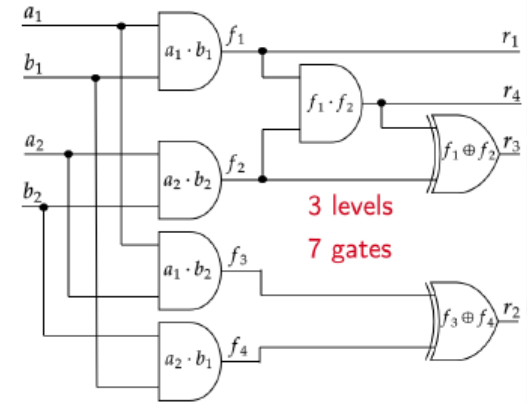 a₁
a₁ · b₁
f₁
r₁
b₁
f₁ · f₂
r₄
a₂
a₂ · b₂
f₂
f₁ ⊕ f₂
r₃
b₂
3 levels
7 gates
a₁ · b₂
f₃
f₃ ⊕ f₄
r₂
a₂ · b₁
f₄